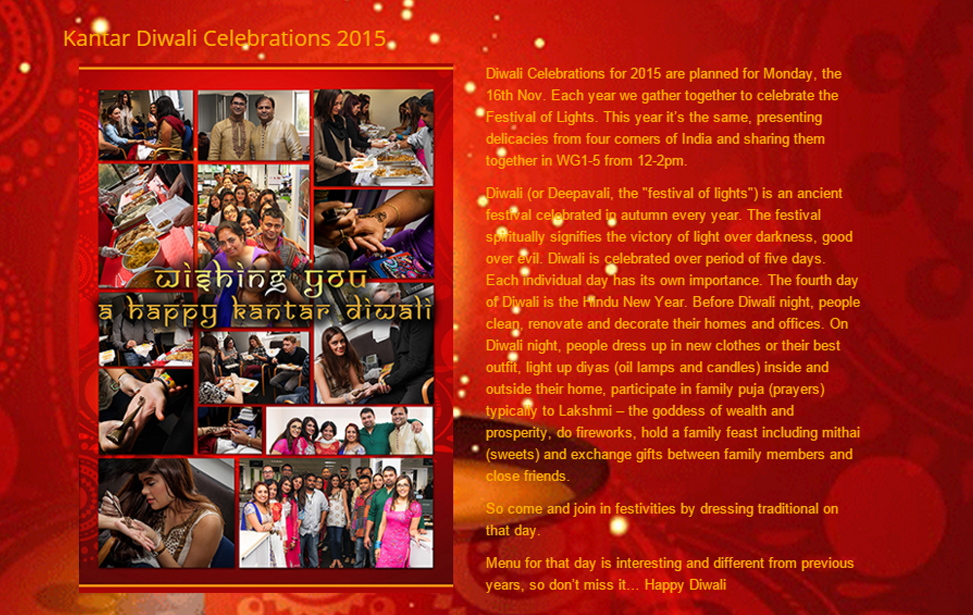 Kantar Diwali Celebrations 2015
wishing you
a happy kantar diwali
Diwali Celebrations for 2015 are planned for Monday, the
16th Nov. Each year we gather together to celebrate the
Festival of Lights. This year it's the same, presenting
delicacies from four corners of India and sharing them
together in WG1-5 from 12-2pm.
Diwali (or Deepavali, the "festival of lights") is an ancient
festival celebrated in autumn every year. The festival
spiritually signifies the victory of light over darkness, good
over evil. Diwali is celebrated over period of five days.
Each individual day has its own importance. The fourth day
of Diwali is the Hindu New Year. Before Diwali night, people
clean, renovate and decorate their homes and offices. On
Diwali night, people dress up in new clothes or their best
outfit, light up diyas (oil lamps and candles) inside and
outside their home, participate in family puja (prayers)
typically to Lakshmi – the goddess of wealth and
prosperity, do fireworks, hold a family feast including mithai
(sweets) and exchange gifts between family members and
close friends.
So come and join in festivities by dressing traditional on
that day.
Menu for that day is interesting and different from previous
years, so don't miss it... Happy Diwali